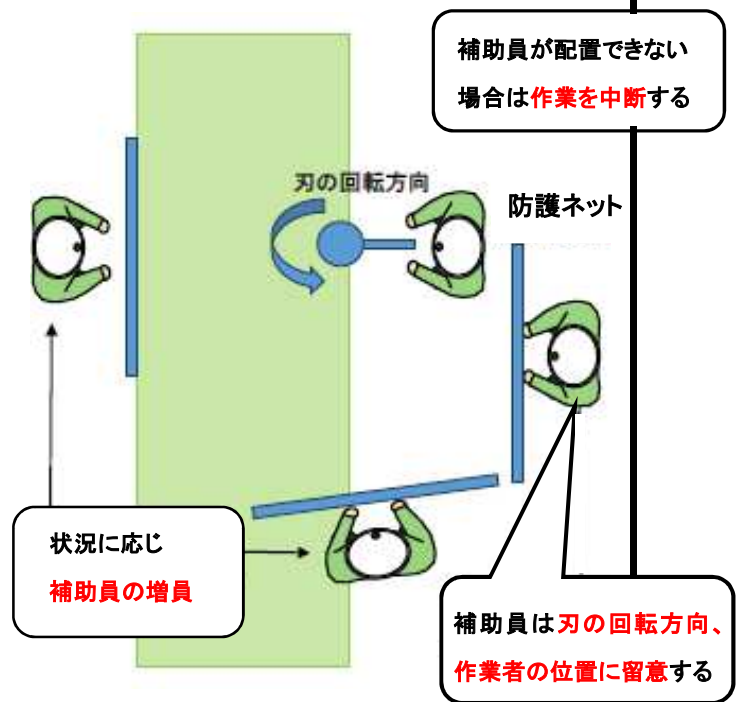 補助員が配置できない
場合は作業を中断する
刃の回転方向
防護ネット
状況に応じ
補助員の増員
補助員は刃の回転方向、
作業者の位置に留意する